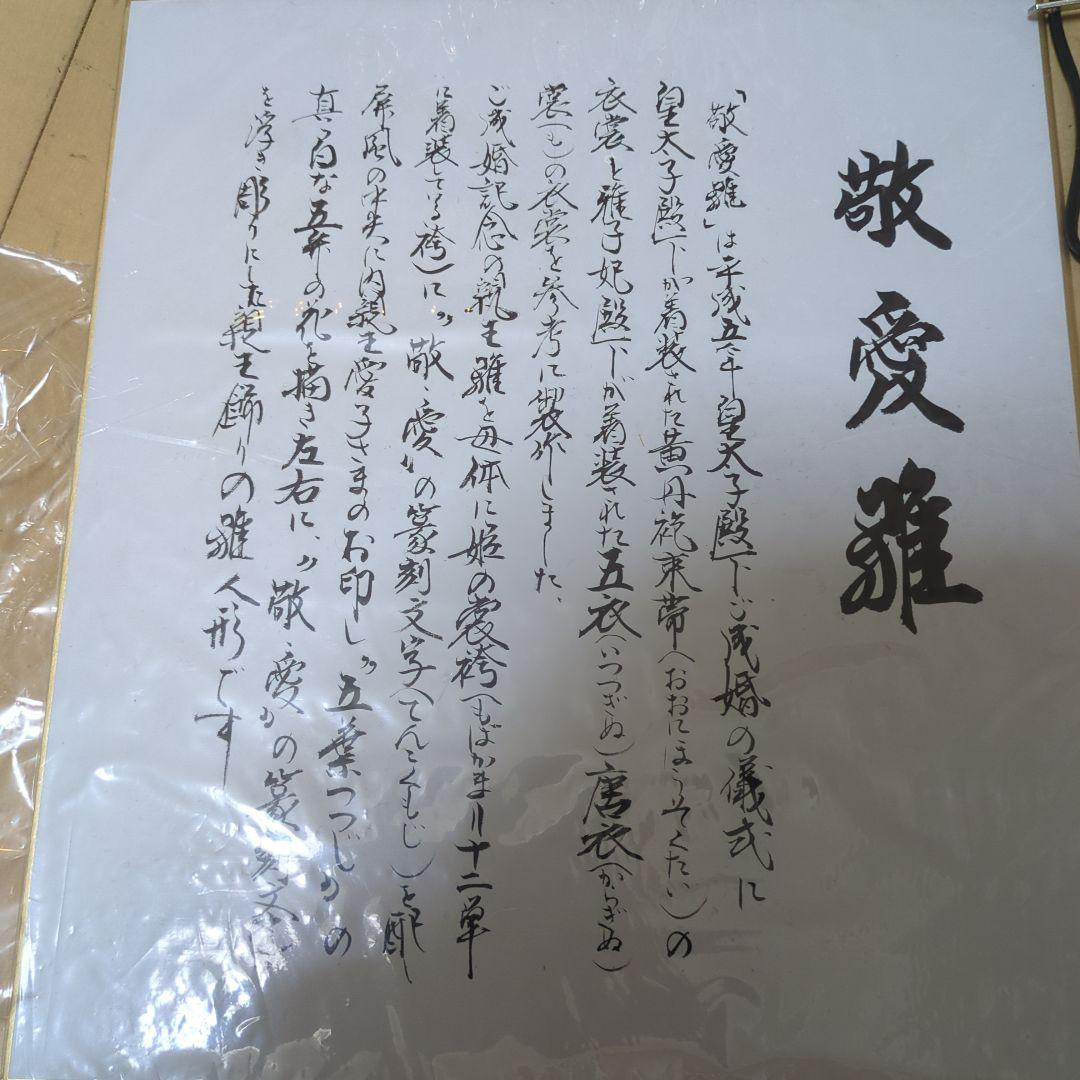 敬愛雛
「敬愛雛」は平成五年皇太子殿下ご成婚の儀式に
皇太子殿下が着装された黄丹袍束帯(おおにほうそくたい)の
衣裳と雅子妃殿下が着装された五衣(いつつぎぬ)唐衣(からぎぬ)
裳(も)の衣裳を参考に製作しました。
ご成婚記念の親王雛を母体に姫の裳袴(もばかま=十二単
に着装してる袴)に〃敬、愛〃の篆刻文字(てんこくもじ)を配し
屏風の中央に内親王愛子さまのお印し〃五葉つつじ〃の
真っ白な五弁の花を描き左右に、〃敬、愛〃の篆刻文字
を浮き彫りにした親王飾りの雛人形です